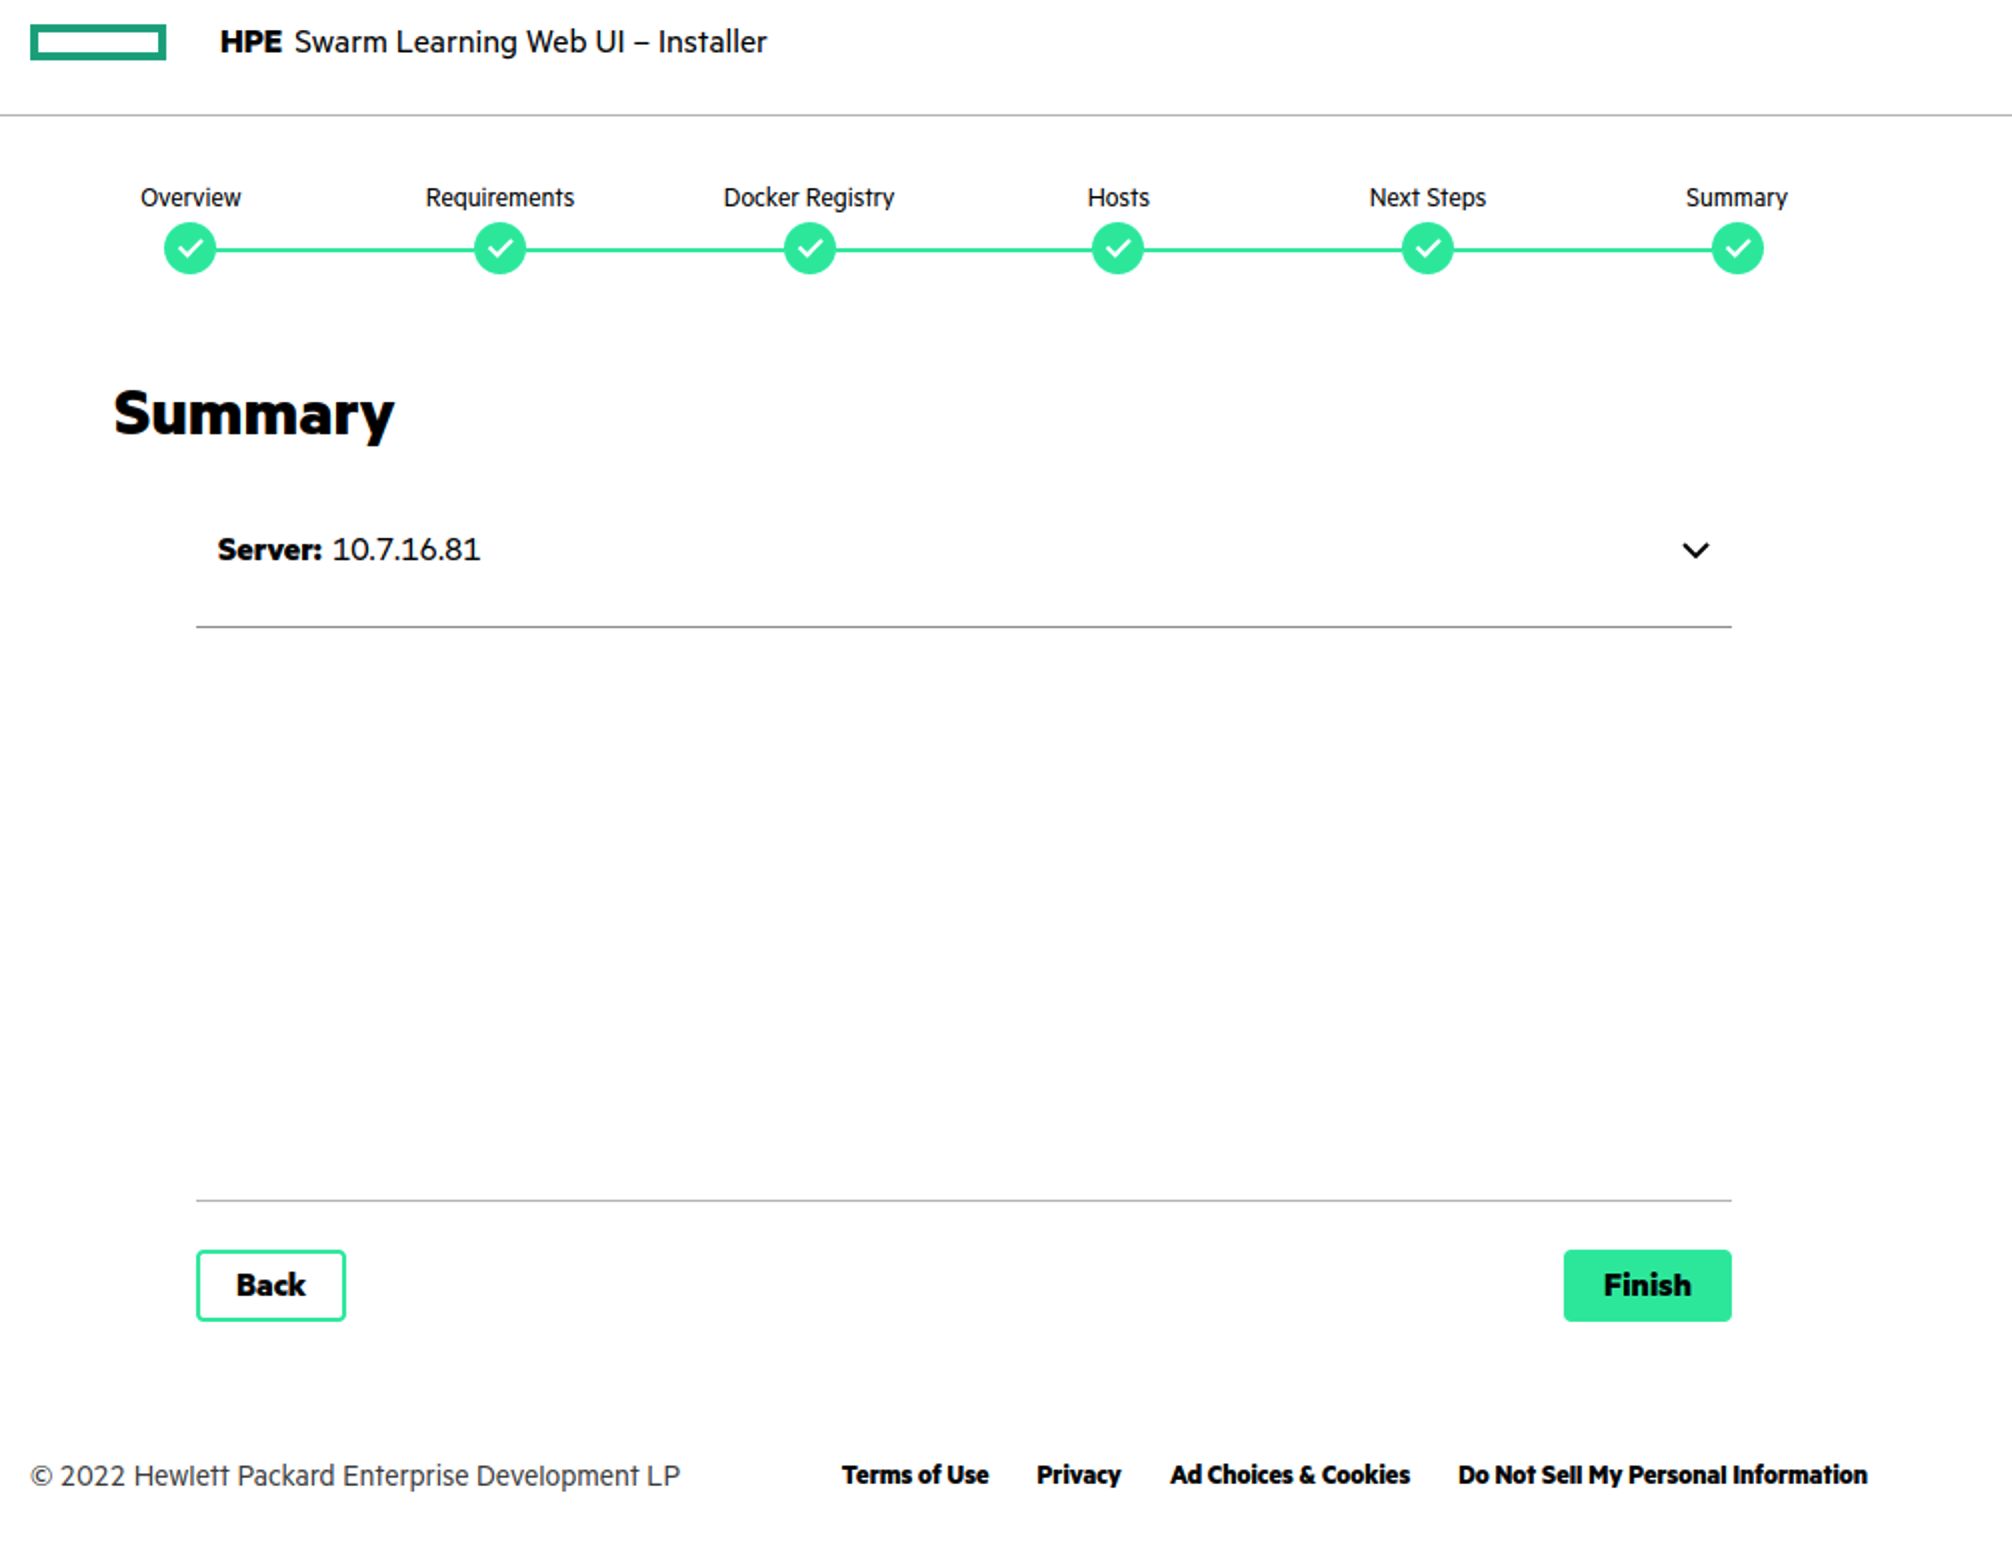 HPE Swarm Learning Web UI – Installer
Overview Requirements Docker Registry Hosts Next Steps Summary
Summary
Server: 10.7.16.81
Back Finish
© 2022 Hewlett Packard Enterprise Development LP Terms of Use Privacy Ad Choices & Cookies Do Not Sell My Personal Information